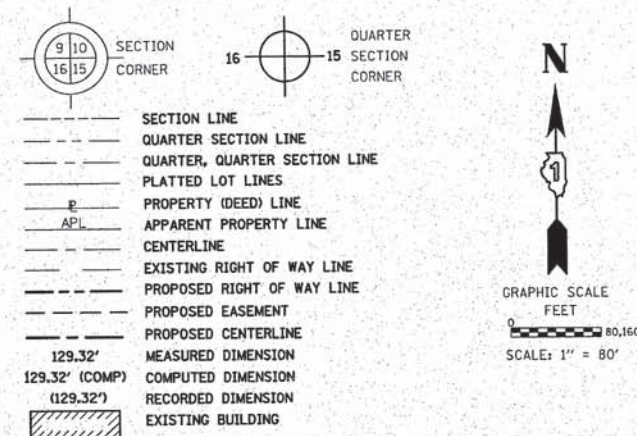 9 10
16 15
SECTION
CORNER
16
15
QUARTER
SECTION
CORNER
N
1
SECTION LINE
QUARTER SECTION LINE
QUARTER, QUARTER SECTION LINE
PLATTED LOT LINES
PROPERTY (DEED) LINE
APL APPARENT PROPERTY LINE
CENTERLINE
EXISTING RIGHT OF WAY LINE
PROPOSED RIGHT OF WAY LINE
PROPOSED EASEMENT
PROPOSED CENTERLINE
129.32' MEASURED DIMENSION
129.32' (COMP) COMPUTED DIMENSION
(129.32') RECORDED DIMENSION
EXISTING BUILDING
GRAPHIC SCALE
FEET
0 80,160
SCALE: 1" = 80'